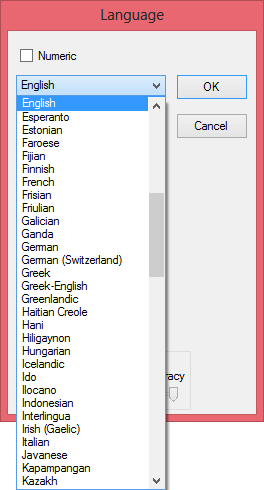 Language
Numeric
English
OK
English
Esperanto
Estonian
Cancel
Faroese
Fijian
Finnish
French
Frisian
Friulian
Galician
Ganda
German
German (Switzerland)
Greek
Greek-English
Greenlandic
Haitian Creole
Hani
Hiligaynon
Hungarian
Icelandic
racy
Ido
Ilocano
Indonesian
Interlingua
Irish (Gaelic)
Italian
Javanese
Kapampangan
Kazakh